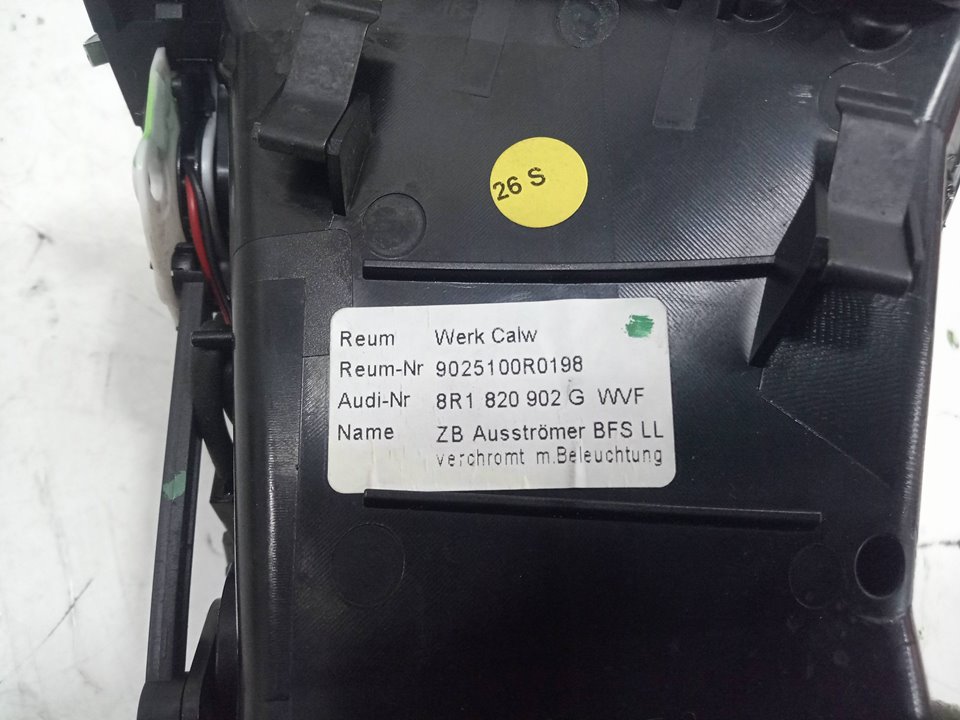 26 S
Reum Werk Calw
Reum-Nr 9025100R0198
Audi-Nr 8R1 820 902 G WVF
Name ZB Ausströmer BFS LL
verchromt m.Beleuchtung